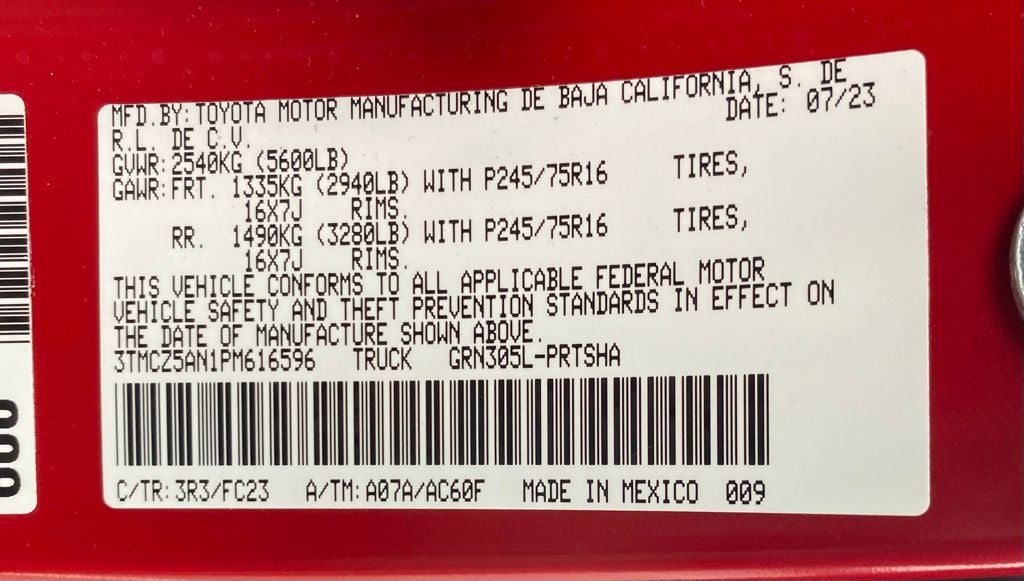 MFD.BY:TOYOTA MOTOR MANUFACTURING DE BAJA CALIFORNIA, S. DE
R.L. DE C.V. DATE: 07/23
GVWR:2540KG (5600LB)
GAWR:FRT. 1335KG (2940LB) WITH P245/75R16 TIRES,
16X7J RIMS.
RR. 1490KG (3280LB) WITH P245/75R16 TIRES,
16X7J RIMS.
THIS VEHICLE CONFORMS TO ALL APPLICABLE FEDERAL MOTOR
VEHICLE SAFETY AND THEFT PREVENTION STANDARDS IN EFFECT ON
THE DATE OF MANUFACTURE SHOWN ABOVE.
3TMCZ5AN1PM616596 TRUCK GRN305L-PRTSHA
C/TR:3R3/FC23 A/TM:A07A/AC60F MADE IN MEXICO 009